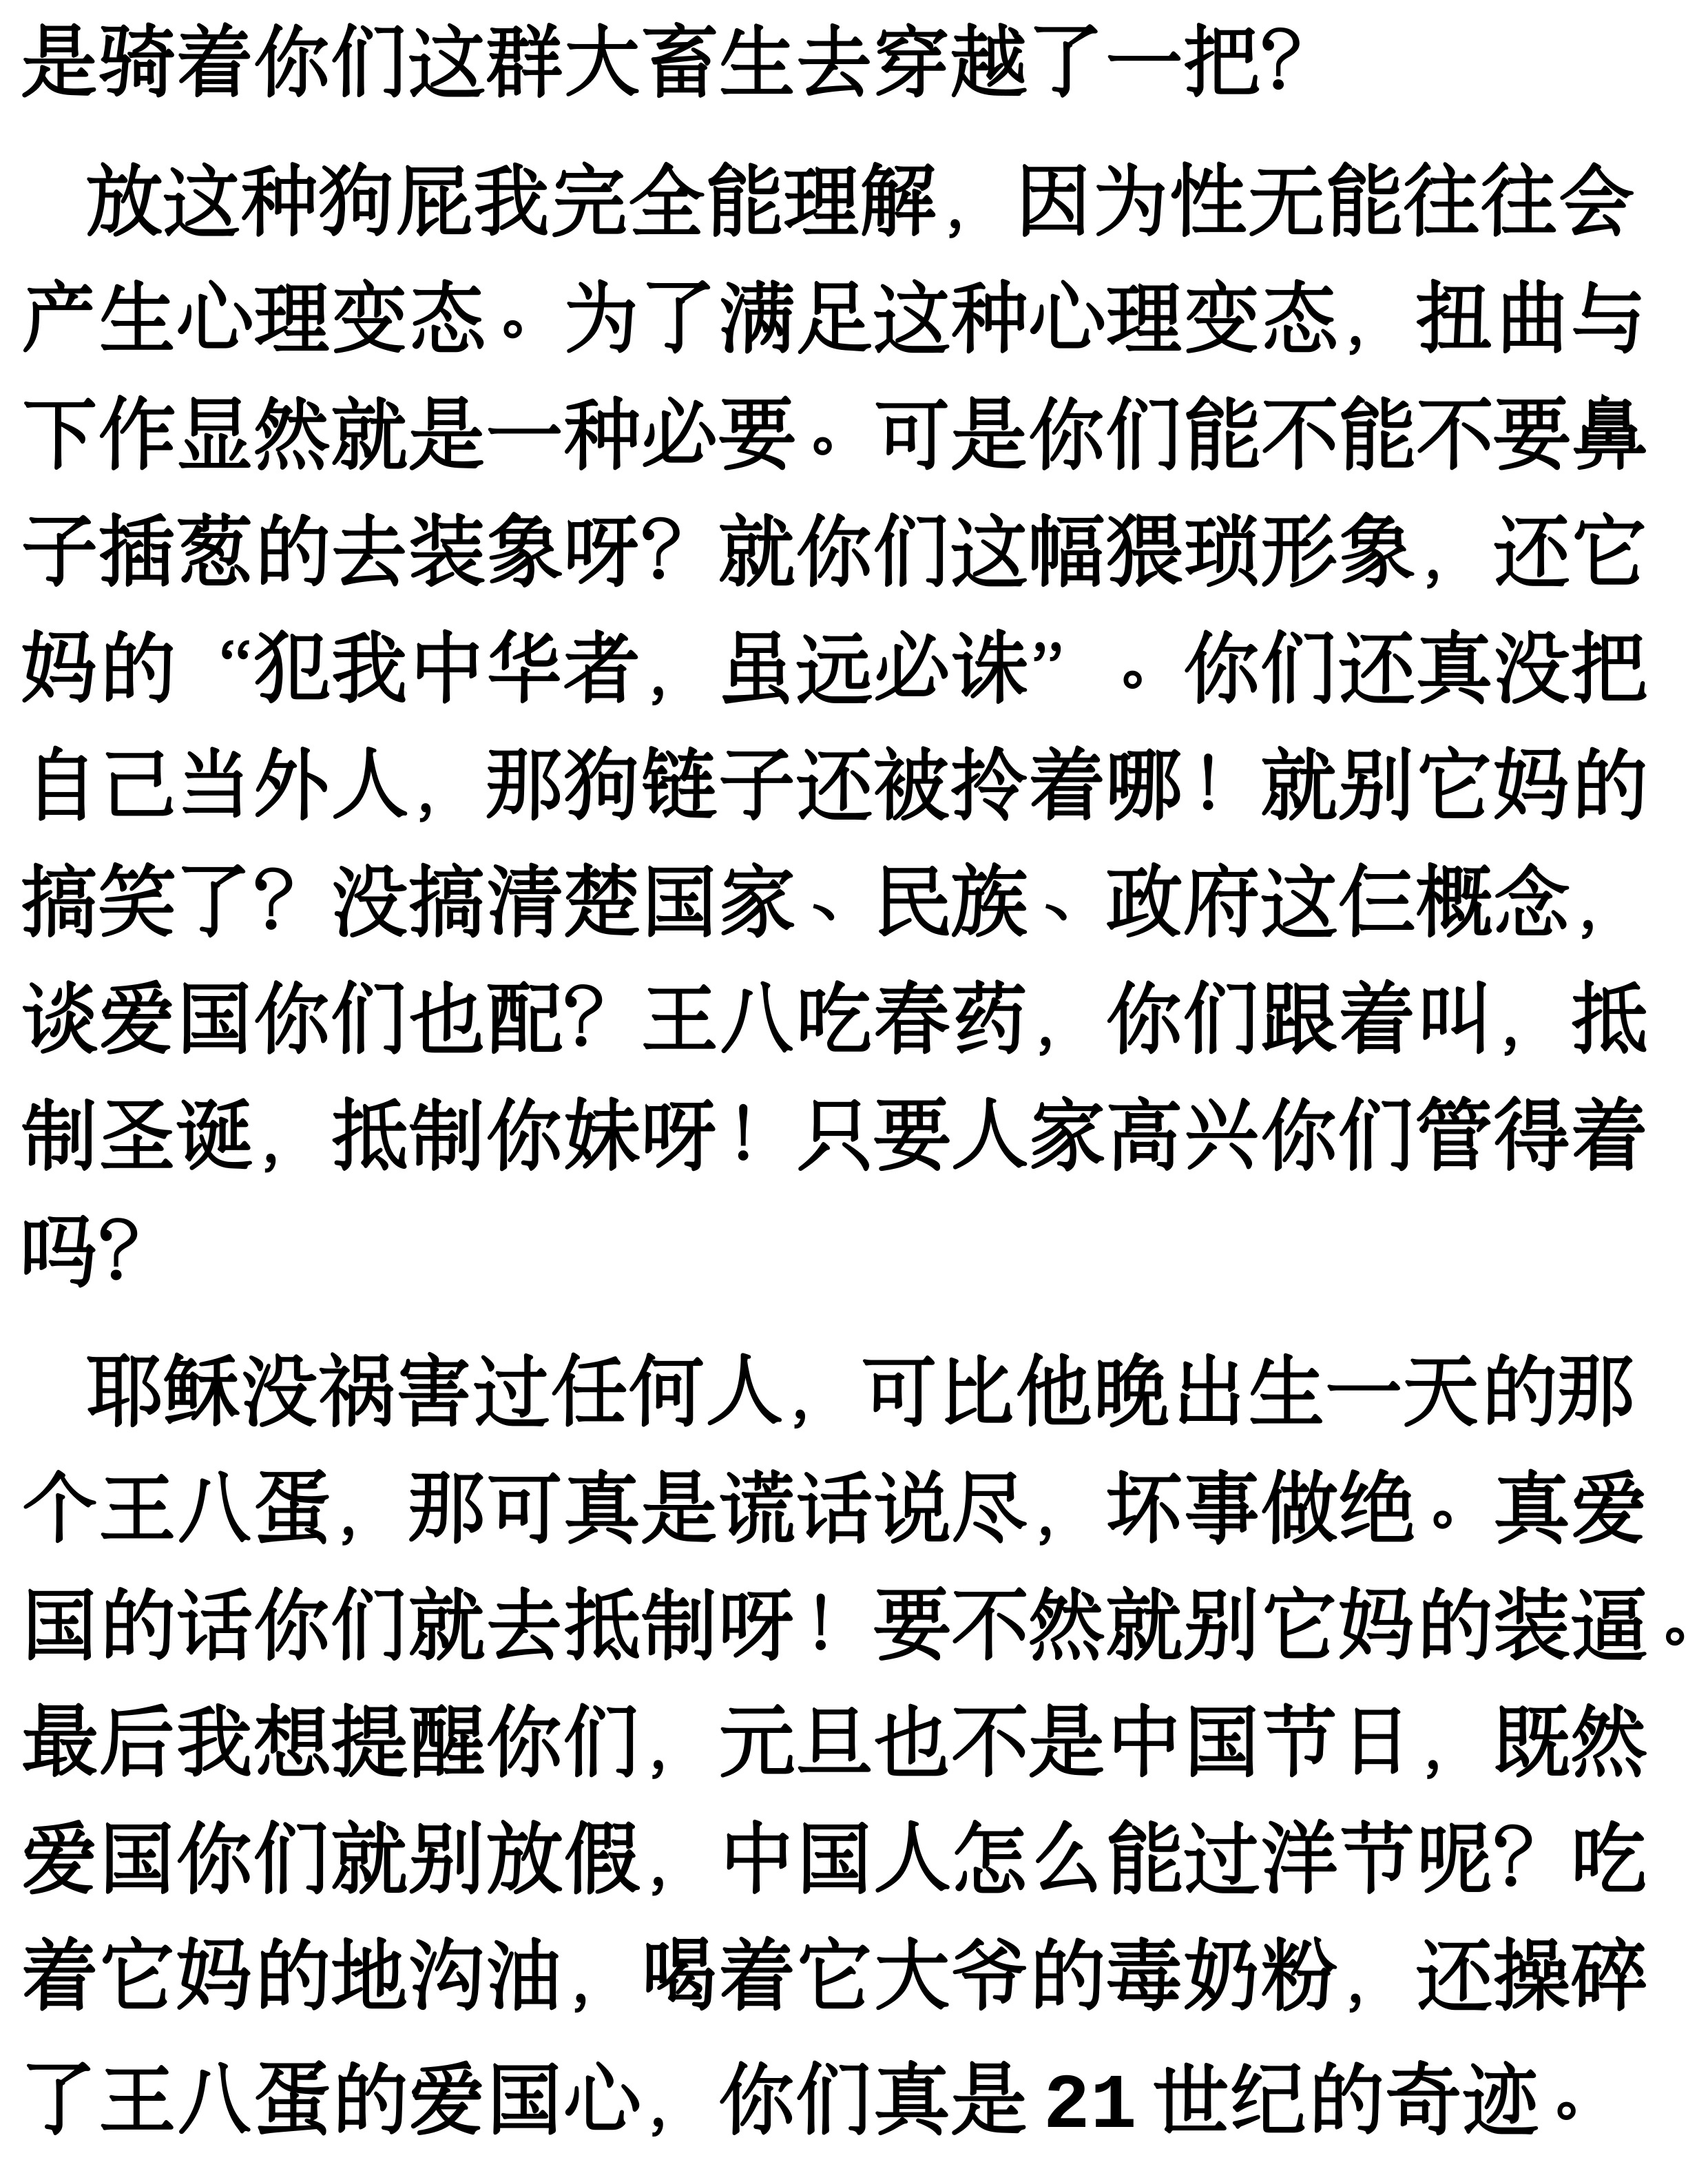 是骑着你们这群大畜生去穿越了一把？
放这种狗屁我完全能理解，因为性无能往往会
产生心理变态。为了满足这种心理变态，扭曲与
下作显然就是一种必要。可是你们能不能不要鼻
子插葱的去装象呀？就你们这幅猥琐形象，还它
妈的“犯我中华者，虽远必诛”。你们还真没把
自己当外人，那狗链子还被拎着哪！就别它妈的
搞笑了？没搞清楚国家、民族、政府这仨概念，
谈爱国你们也配？王八吃春药，你们跟着叫，抵
制圣诞，抵制你妹呀！只要人家高兴你们管得着
吗？
耶稣没祸害过任何人，可比他晚出生一天的那
个王八蛋，那可真是谎话说尽，坏事做绝。真爱
国的话你们就去抵制呀！要不然就别它妈的装逼。
最后我想提醒你们，元旦也不是中国节日，既然
爱国你们就别放假，中国人怎么能过洋节呢？吃
着它妈的地沟油，喝着它大爷的毒奶粉，还操碎
了王八蛋的爱国心，你们真是 21 世纪的奇迹。